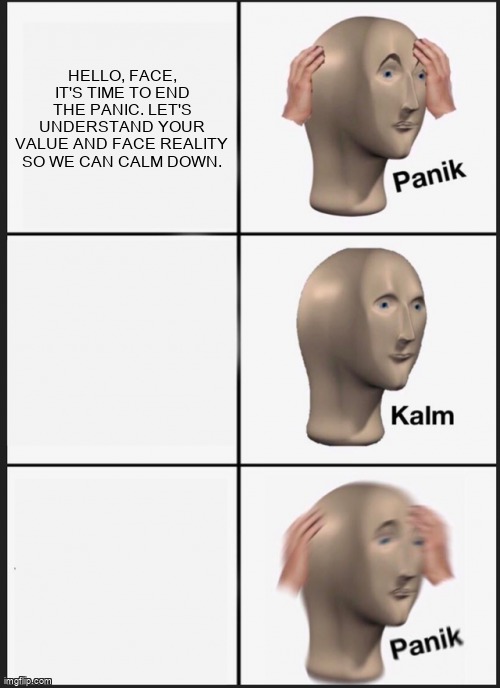 HELLO, FACE,
IT'S TIME TO END
THE PANIC. LET'S
UNDERSTAND YOUR
VALUE AND FACE REALITY
SO WE CAN CALM DOWN.
Panik
Kalm
Panik
imgflip.com